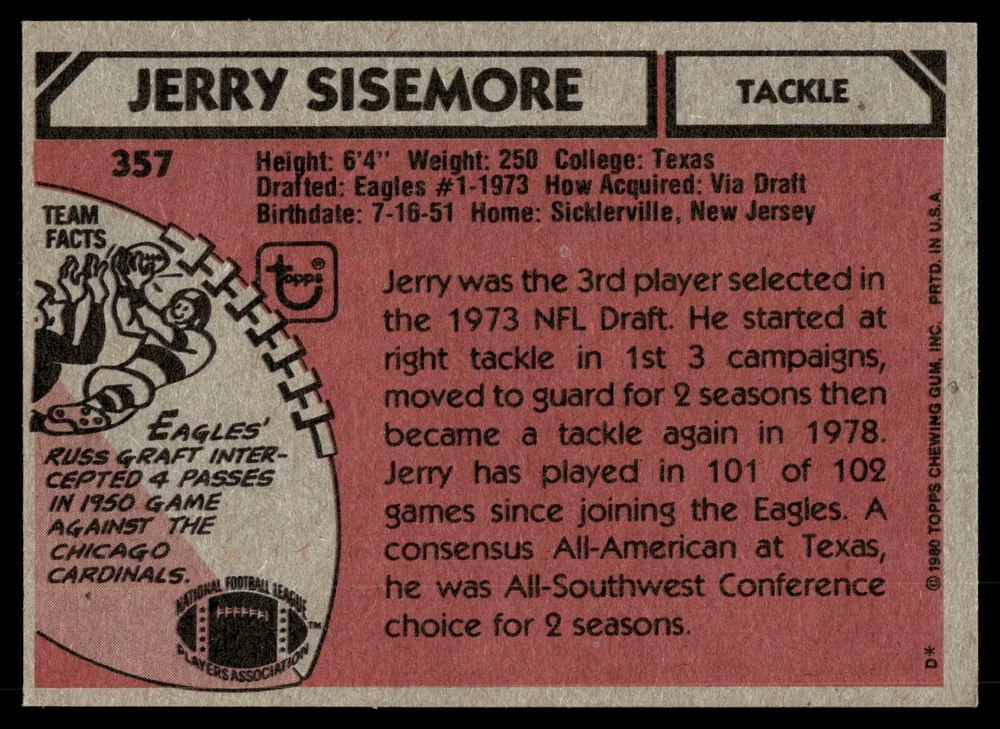 JERRY SISEMORE
TACKLE
357
Height: 6'4" Weight: 250 College: Texas
Drafted: Eagles #1-1973 How Acquired: Via Draft
Birthdate: 7-16-51 Home: Sicklerville, New Jersey
TEAM
FACTS
topps®
Jerry was the 3rd player selected in
the 1973 NFL Draft. He started at
right tackle in 1st 3 campaigns,
moved to guard for 2 seasons then
became a tackle again in 1978.
Jerry has played in 101 of 102
games since joining the Eagles. A
consensus All-American at Texas,
he was All-Southwest Conference
choice for 2 seasons.
EAGLES'
RUSS GRAFT INTER-
CEPTED 4 PASSES
IN 1950 GAME
AGAINST THE
CHICAGO
CARDINALS.
NATIONAL FOOTBALL LEAGUE
PLAYERS ASSOCIATION
TM
© 1980 TOPPS CHEWING GUM, INC. PRTD. IN U.S.A.
D*